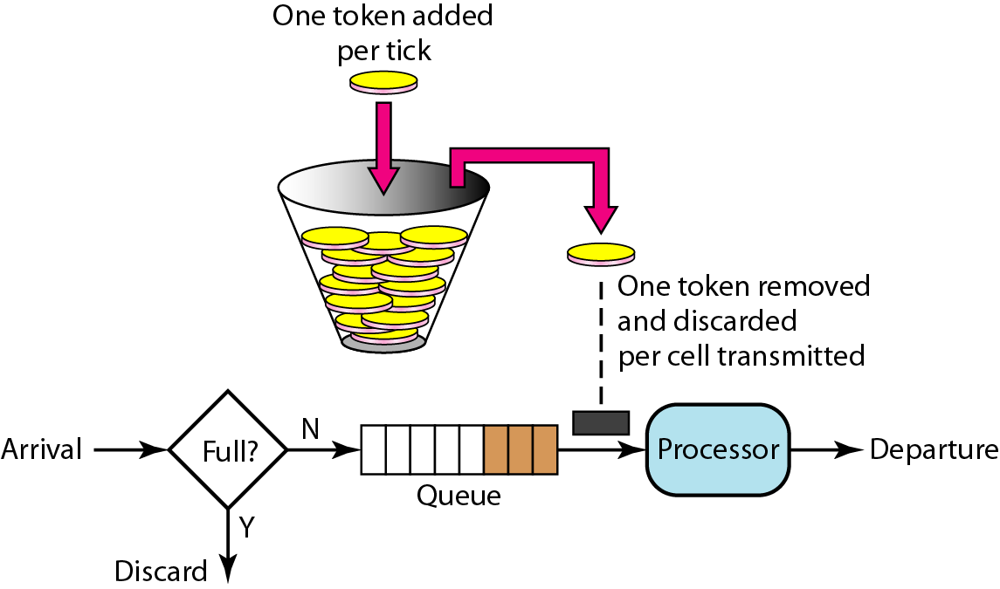 One token added
per tick
One token removed
and discarded
per cell transmitted
Arrival
Full?
N
Queue
Processor
Departure
Y
Discard